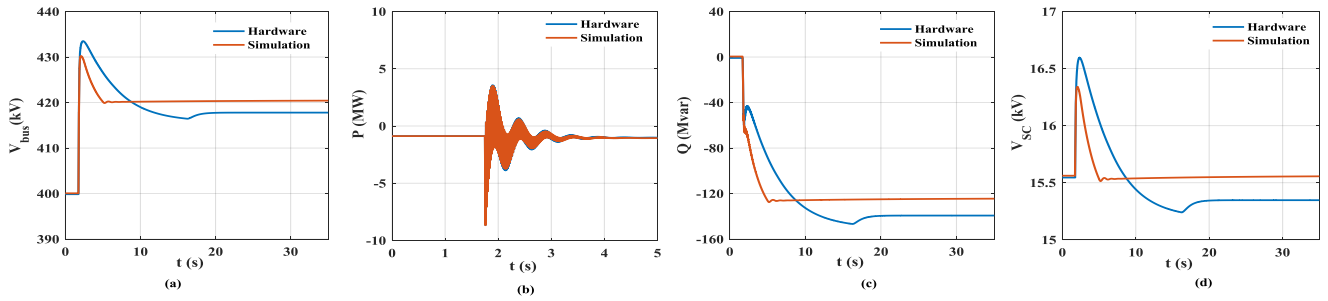 440
430
420
410
400
390
V_bus (kV)
Hardware
Simulation
0
10
20
30
t (s)
(a)
10
5
0
-5
-10
P (MW)
Hardware
Simulation
0
1
2
3
4
5
t (s)
(b)
40
0
-40
-80
-120
-160
Q (Mvar)
Hardware
Simulation
0
10
20
30
t (s)
(c)
17
16.5
16
15.5
15
V_SC (kV)
Hardware
Simulation
0
10
20
30
t (s)
(d)